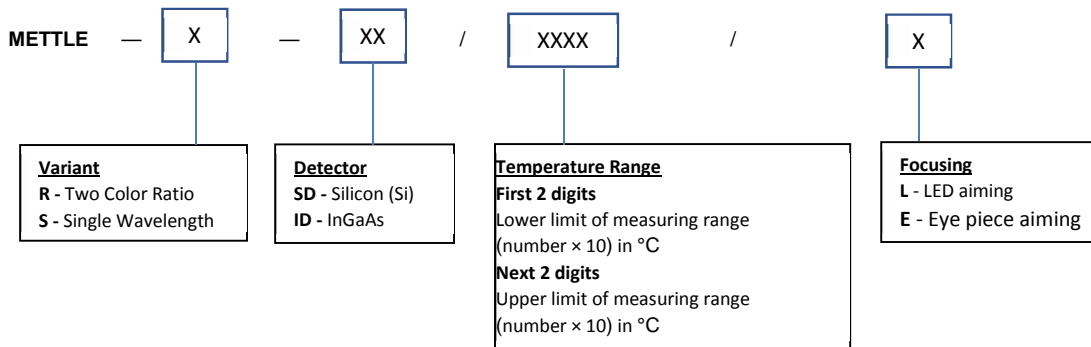 METTLE — X — XX / XXXX / X
Variant
R - Two Color Ratio
S - Single Wavelength
Detector
SD - Silicon (Si)
ID - InGaAs
Temperature Range
First 2 digits
Lower limit of measuring range
(number × 10) in °C
Next 2 digits
Upper limit of measuring range
(number × 10) in °C
Focusing
L - LED aiming
E - Eye piece aiming